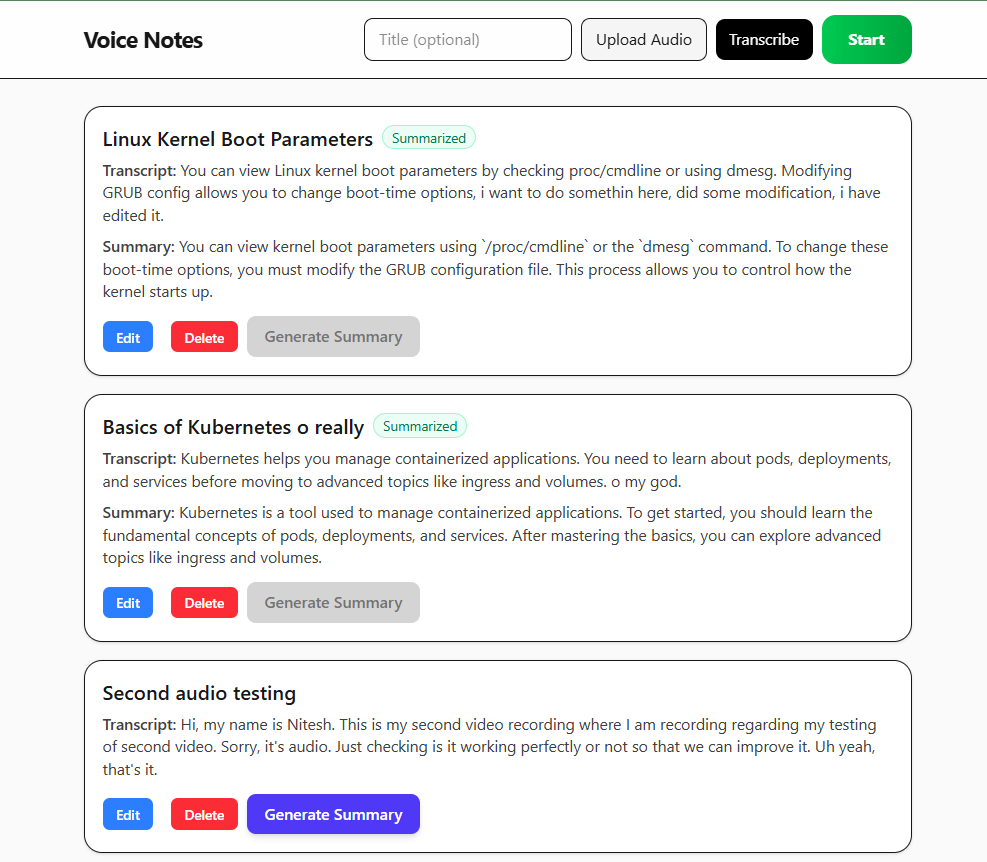 Voice Notes
Title (optional)
Upload Audio
Transcribe
Start
Linux Kernel Boot Parameters Summarized
Transcript: You can view Linux kernel boot parameters by checking proc/cmdline or using dmesg. Modifying
GRUB config allows you to change boot-time options, i want to do somethin here, did some modification, i have
edited it.
Summary: You can view kernel boot parameters using `/proc/cmdline` or the `dmesg` command. To change these
boot-time options, you must modify the GRUB configuration file. This process allows you to control how the
kernel starts up.
Edit Delete Generate Summary
Basics of Kubernetes o really Summarized
Transcript: Kubernetes helps you manage containerized applications. You need to learn about pods, deployments,
and services before moving to advanced topics like ingress and volumes. o my god.
Summary: Kubernetes is a tool used to manage containerized applications. To get started, you should learn the
fundamental concepts of pods, deployments, and services. After mastering the basics, you can explore advanced
topics like ingress and volumes.
Edit Delete Generate Summary
Second audio testing
Transcript: Hi, my name is Nitesh. This is my second video recording where I am recording regarding my testing
of second video. Sorry, it's audio. Just checking is it working perfectly or not so that we can improve it. Uh yeah,
that's it.
Edit Delete Generate Summary